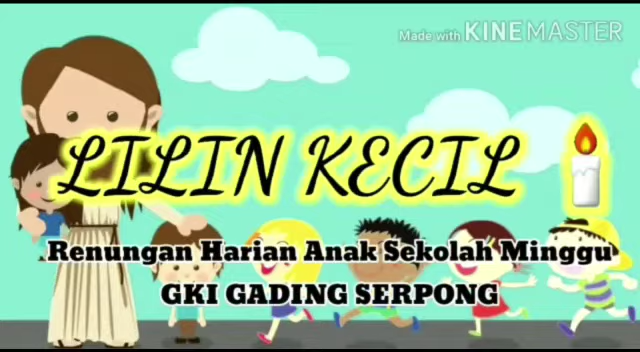 Made with KINEMASTER
LILIN KECIL
Renungan Harian Anak Sekolah Minggu
GKI GADING SERPONG